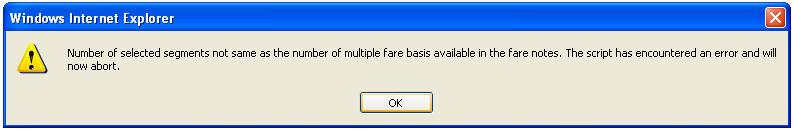 Windows Internet Explorer
Number of selected segments not same as the number of multiple fare basis available in the fare notes. The script has encountered an error and will
now abort.
OK